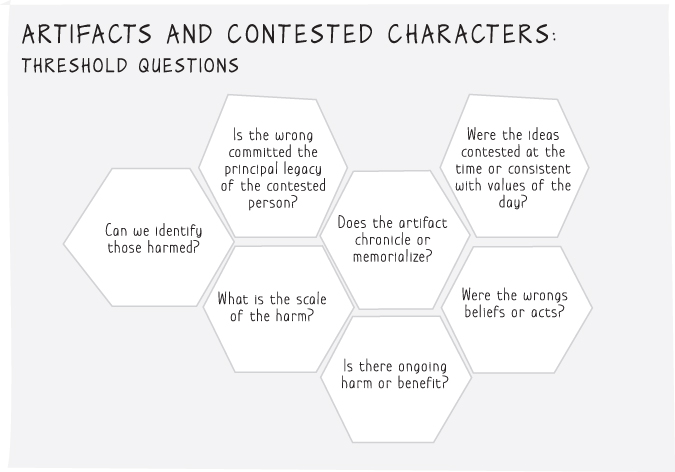 ARTIFACTS AND CONTESTED CHARACTERS:
THRESHOLD QUESTIONS
Is the wrong
committed the
principal legacy
of the contested
person?
Were the ideas
contested at the
time or consistent
with values of the
day?
Can we identify
those harmed?
Does the artifact
chronicle or
memorialize?
What is the scale
of the harm?
Were the wrongs
beliefs or acts?
Is there ongoing
harm or benefit?